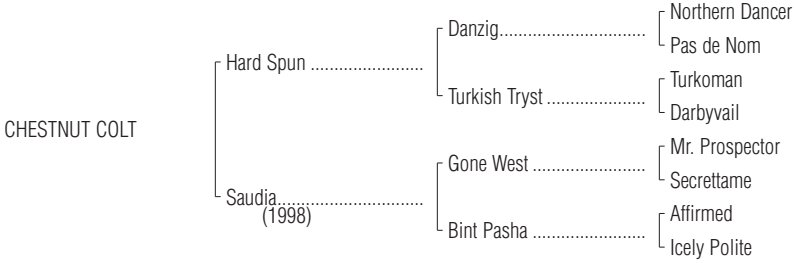 Northern Dancer
Danzig..............................
Pas de Nom
Hard Spun .......................
Turkoman
Turkish Tryst ....................
Darbyvail
CHESTNUT COLT
Mr. Prospector
Gone West .......................
Secrettame
Saudia..............................
(1998)
Affirmed
Bint Pasha .......................
Icely Polite